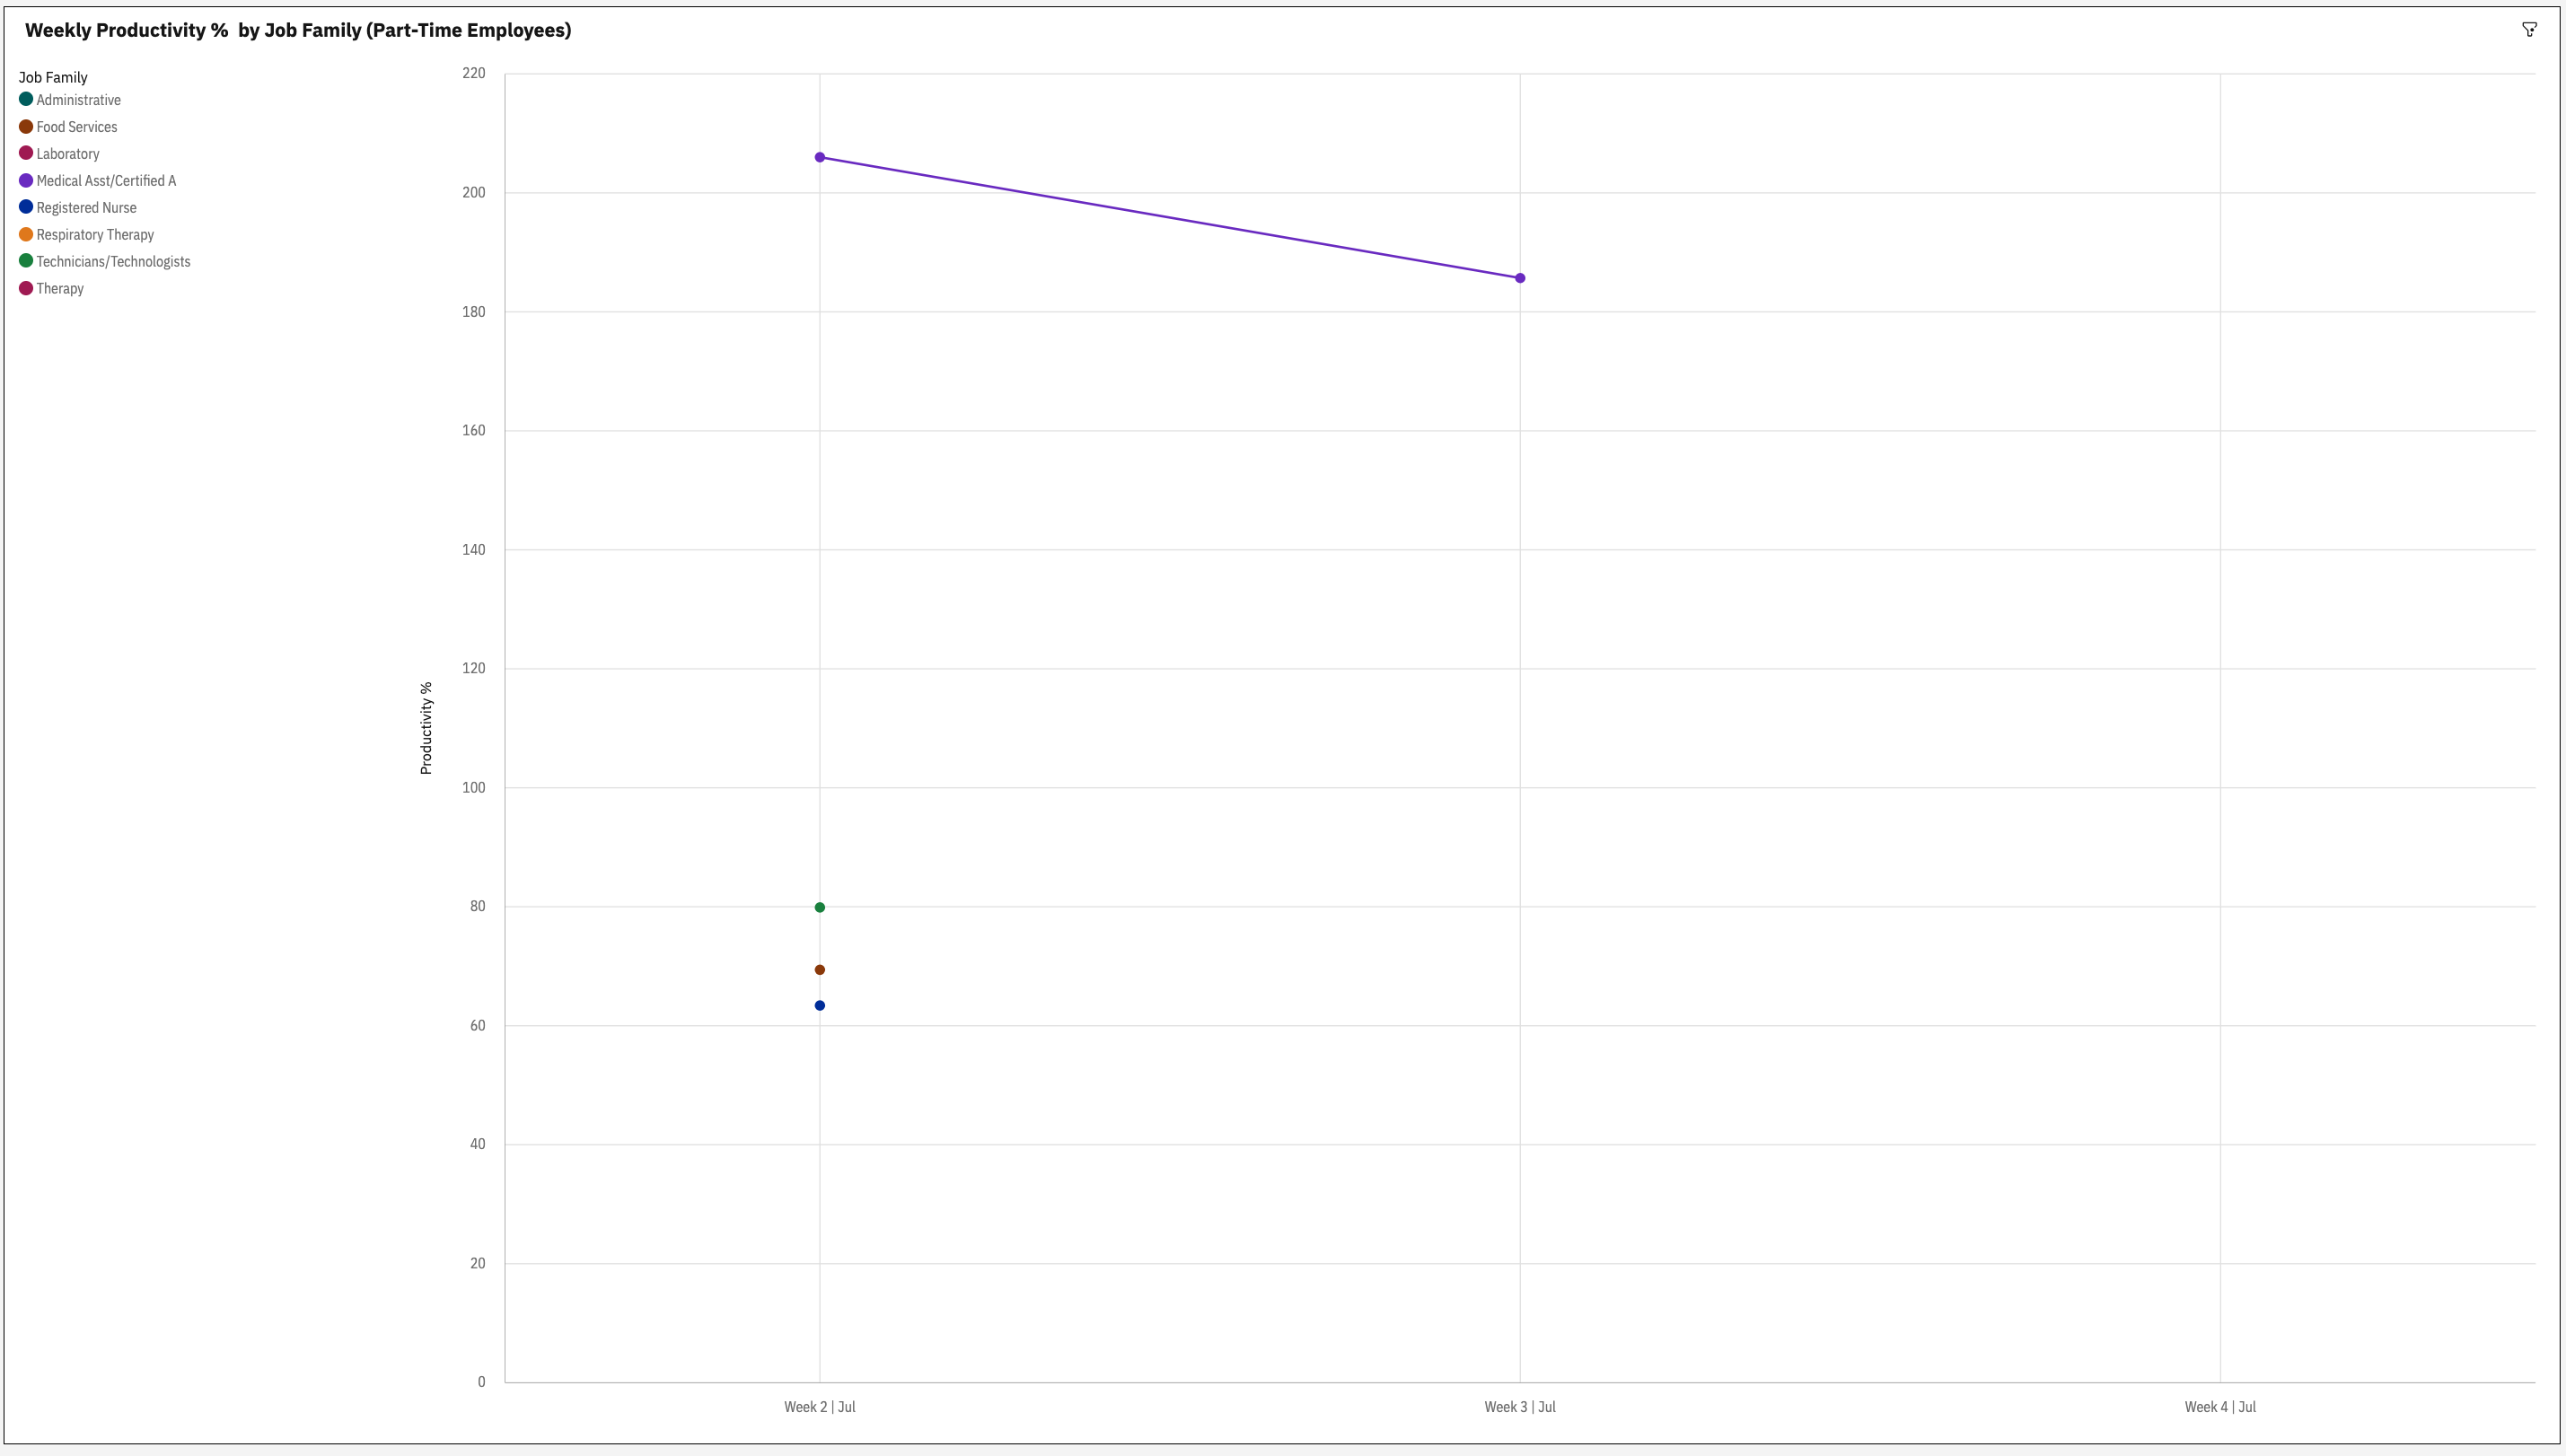 Weekly Productivity % by Job Family (Part-Time Employees)
Job Family
Administrative
Food Services
Laboratory
Medical Asst/Certified A
Registered Nurse
Respiratory Therapy
Technicians/Technologists
Therapy
Productivity %
220
200
180
160
140
120
100
80
60
40
20
0
Week 2 | Jul
Week 3 | Jul
Week 4 | Jul